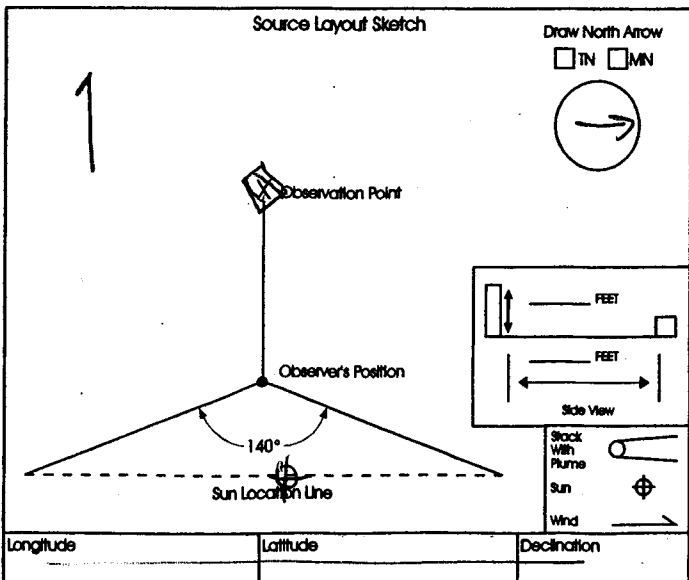 Source Layout Sketch
Draw North Arrow
TN MN
Observation Point
FEET
Observer's Position
FEET
Side View
140°
Sun Location Line
Stack With Plume
Sun
Wind
Longitude Latitude Declination